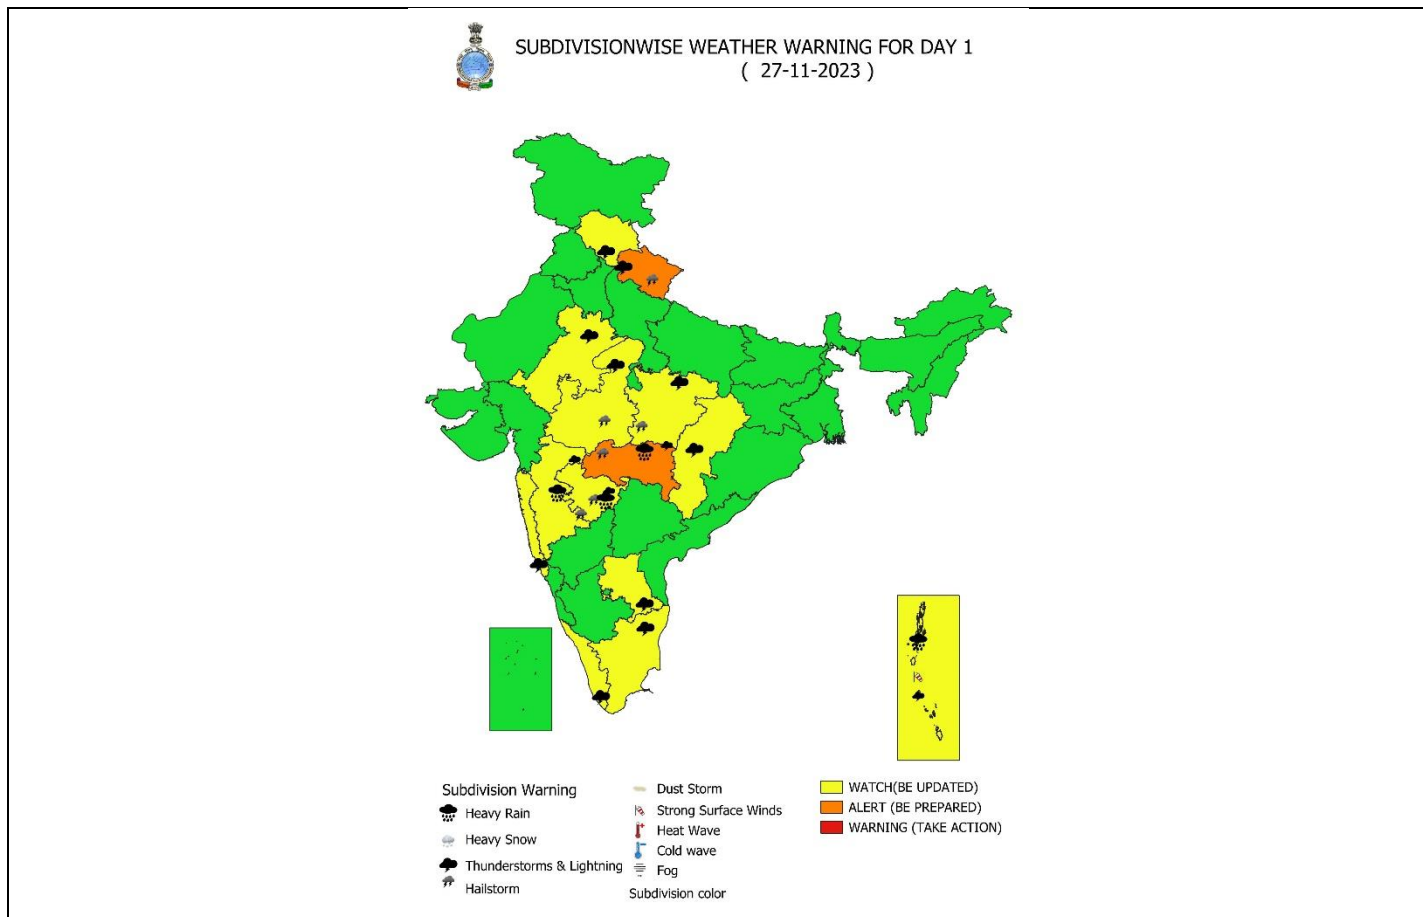 SUBDIVISIONWISE WEATHER WARNING FOR DAY 1
( 27-11-2023 )
Subdivision Warning
Heavy Rain
Heavy Snow
Thunderstorms & Lightning
Hailstorm
Dust Storm
Strong Surface Winds
Heat Wave
Cold wave
Fog
Subdivision color
WATCH(BE UPDATED)
ALERT (BE PREPARED)
WARNING (TAKE ACTION)